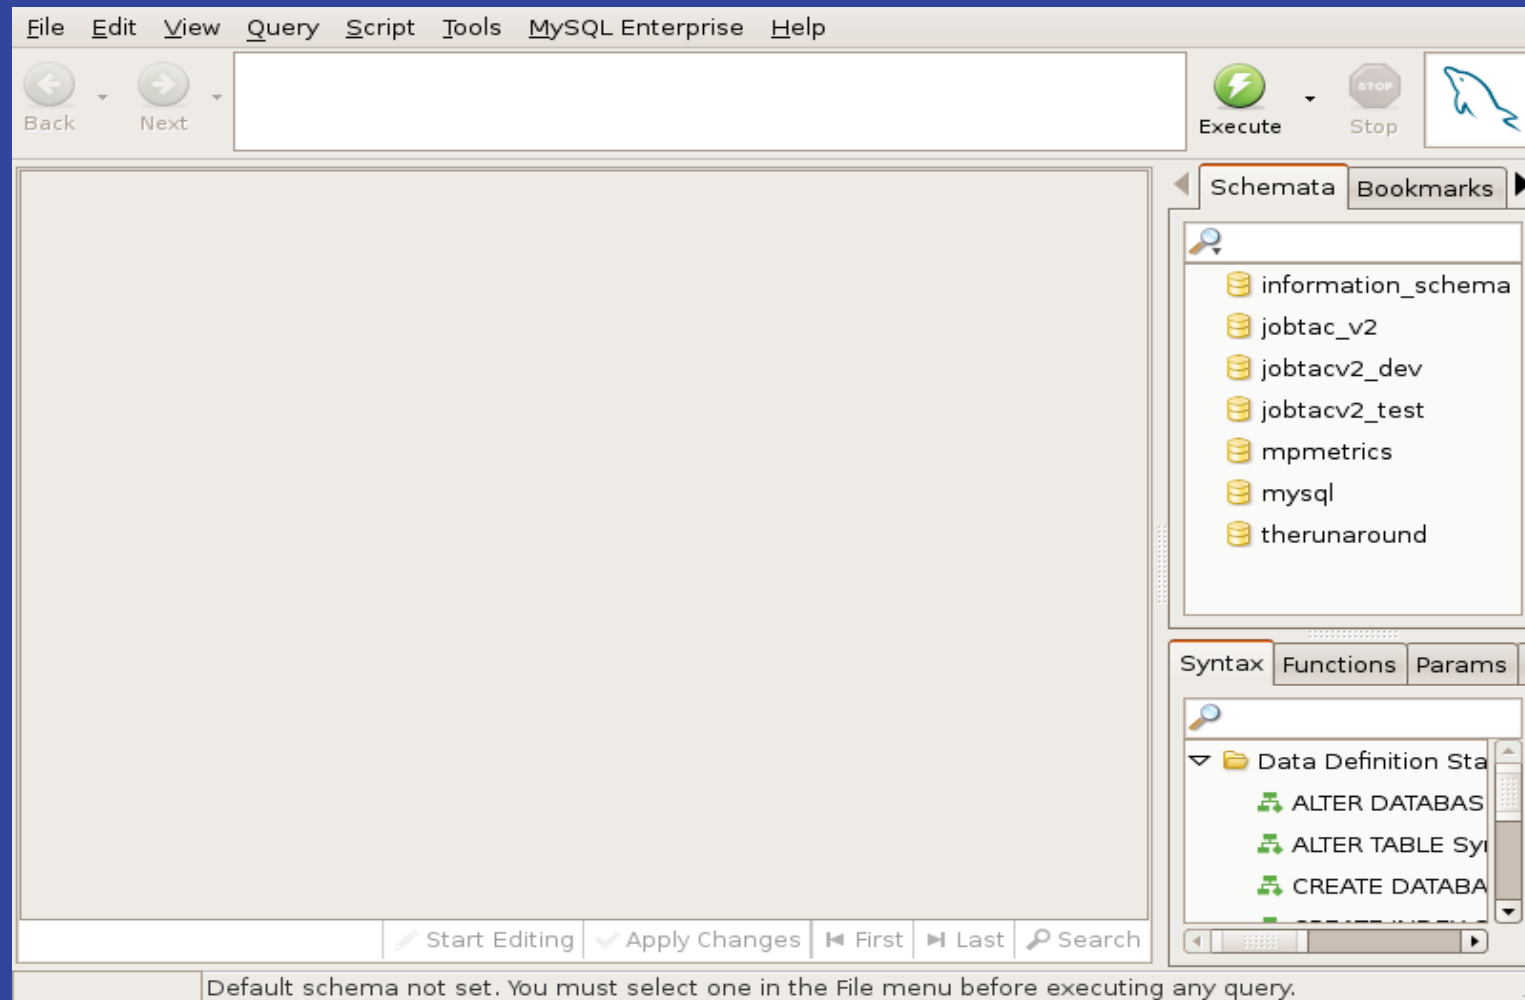 File Edit View Query Script Tools MySQL Enterprise Help
Back Next Execute STOP Stop
Schemata Bookmarks
information_schema
jobtac_v2
jobtacv2_dev
jobtacv2_test
mpmetrics
mysql
therunaround
Syntax Functions Params
Data Definition Sta
ALTER DATABAS
ALTER TABLE Sy
CREATE DATABA
Start Editing Apply Changes First Last Search
Default schema not set. You must select one in the File menu before executing any query.